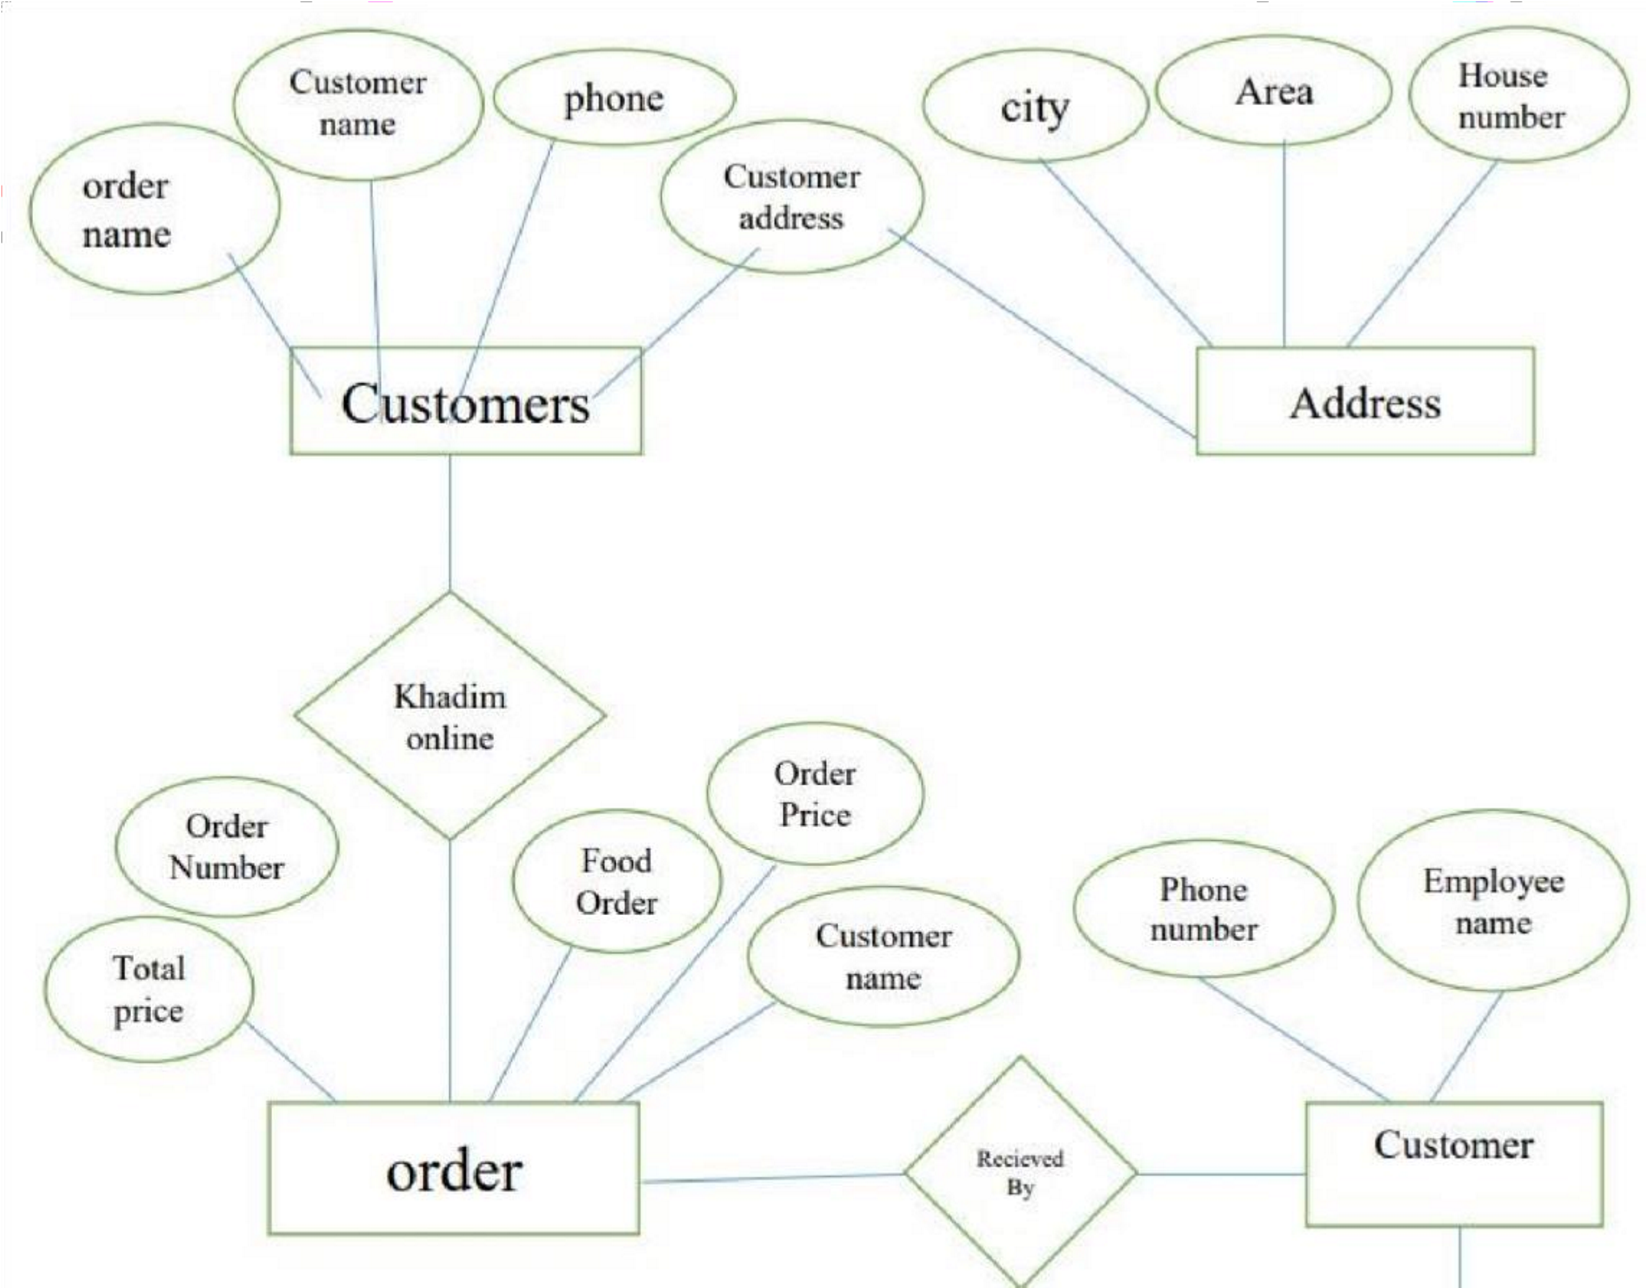 Customer
name
phone
order
name
Customer
address
city
Area
House
number
Customers
Address
Khadim
online
Order
Number
Total
price
Food
Order
Order
Price
Customer
name
Phone
number
Employee
name
order
Recieved
By
Customer